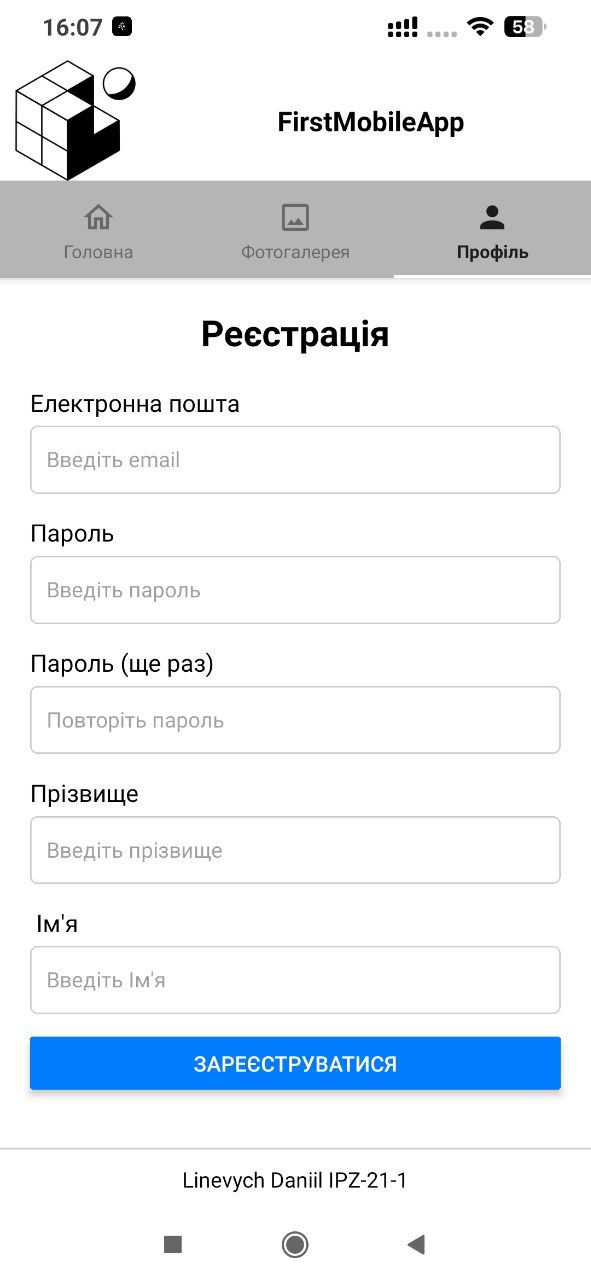 16:07
58
FirstMobileApp
Головна
Фотогалерея
Профіль
Реєстрація
Електронна пошта
Введіть email
Пароль
Введіть пароль
Пароль (ще раз)
Повторіть пароль
Прізвище
Введіть прізвище
Ім'я
Введіть Ім'я
ЗАРЕЄСТРУВАТИСЯ
Linevych Daniil IPZ-21-1